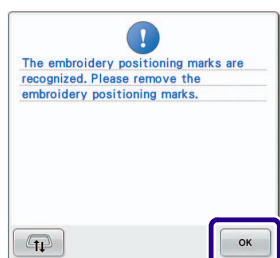 The embroidery positioning marks are
recognized. Please remove the
embroidery positioning marks.
OK